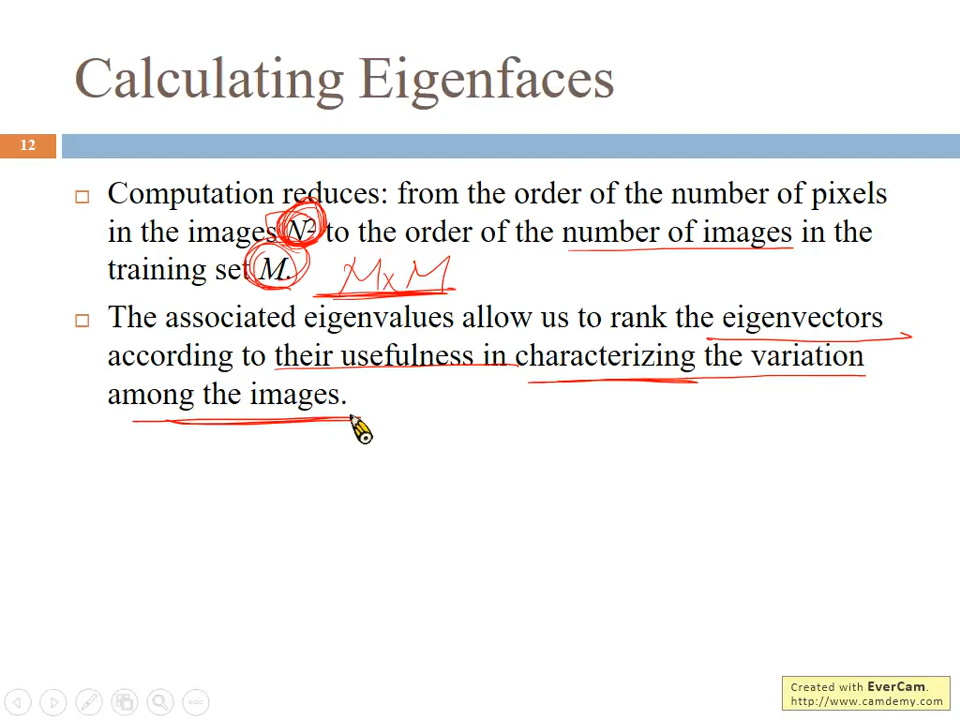 Calculating Eigenfaces
12
Computation reduces: from the order of the number of pixels
in the images N² to the order of the number of images in the
training set M.
M x M
The associated eigenvalues allow us to rank the eigenvectors
according to their usefulness in characterizing the variation
among the images.
Created with EverCam.
http://www.camdemy.com